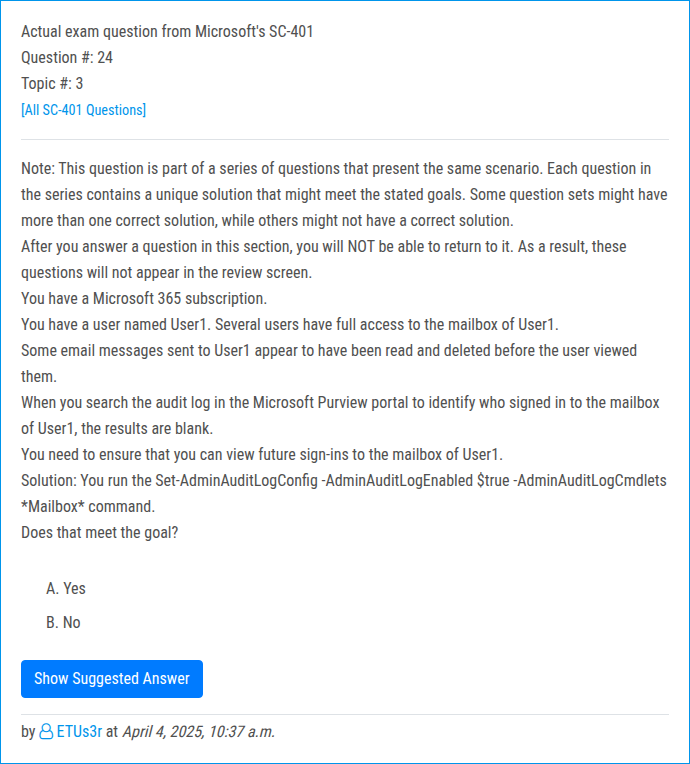 Actual exam question from Microsoft's SC-401
Question #: 24
Topic #: 3
[All SC-401 Questions]
Note: This question is part of a series of questions that present the same scenario. Each question in
the series contains a unique solution that might meet the stated goals. Some question sets might have
more than one correct solution, while others might not have a correct solution.
After you answer a question in this section, you will NOT be able to return to it. As a result, these
questions will not appear in the review screen.
You have a Microsoft 365 subscription.
You have a user named User1. Several users have full access to the mailbox of User1.
Some email messages sent to User1 appear to have been read and deleted before the user viewed
them.
When you search the audit log in the Microsoft Purview portal to identify who signed in to the mailbox
of User1, the results are blank.
You need to ensure that you can view future sign-ins to the mailbox of User1.
Solution: You run the Set-AdminAuditLogConfig -AdminAuditLogEnabled $true -AdminAuditLogCmdlets
*Mailbox* command.
Does that meet the goal?
A. Yes
B. No
Show Suggested Answer
by ETUs3r at April 4, 2025, 10:37 a.m.